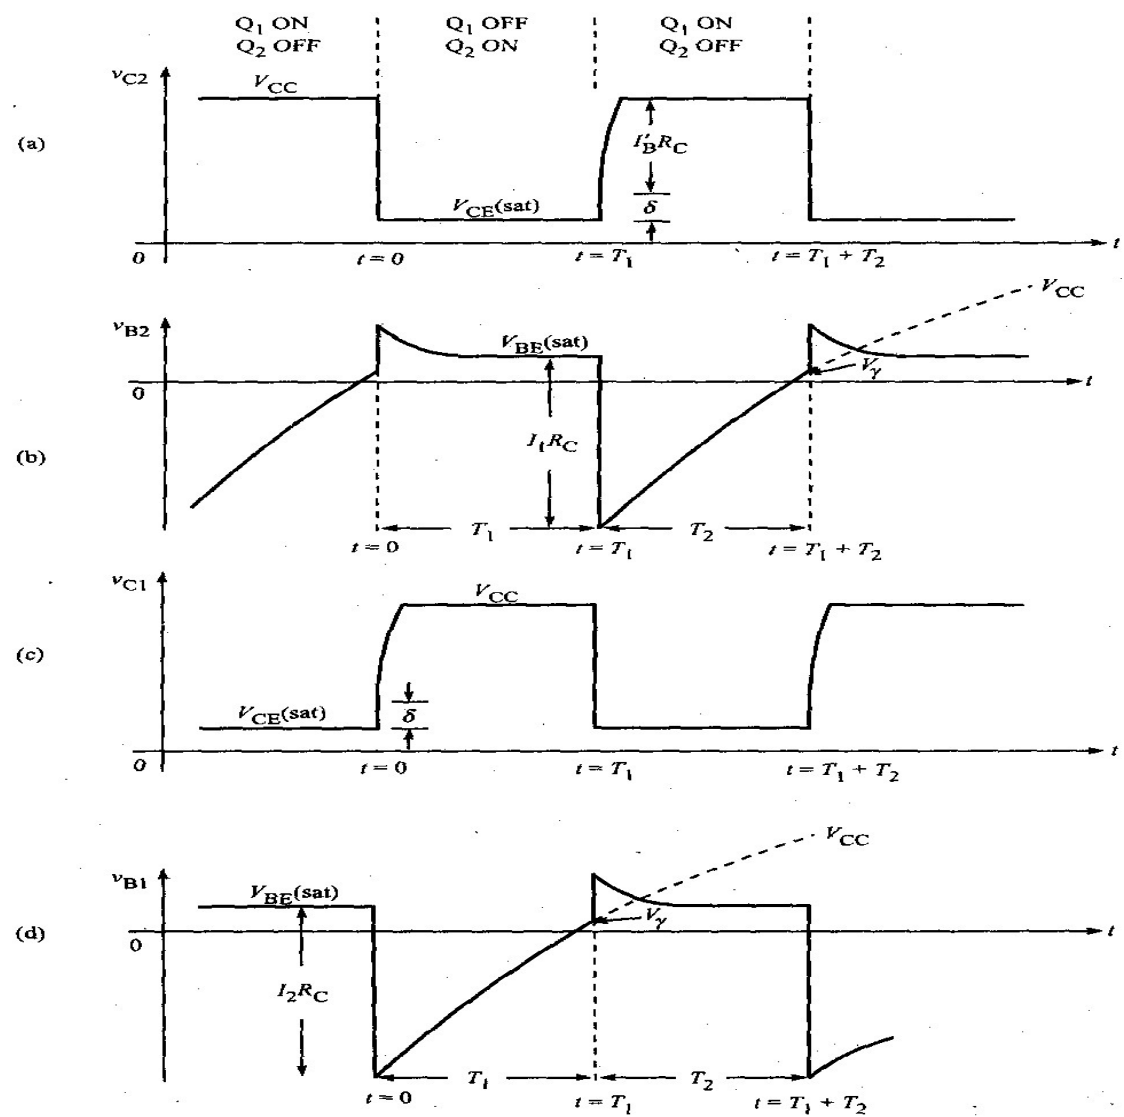 Q1 ON Q1 OFF Q1 ON
Q2 OFF Q2 ON Q2 OFF
vC2
VCC
(a)
I′BRC
VCE(sat)
δ
0
t = 0
t = T1
t = T1 + T2
t
VCC
vB2
VBE(sat)
Vγ
0
t
I1RC
(b)
T1
T2
t = 0
t = T1
t = T1 + T2
vC1
VCC
(c)
VCE(sat)
δ
0
t = 0
t = T1
t = T1 + T2
t
VCC
vB1
VBE(sat)
Vγ
(d)
0
t
I2RC
T1
T2
t = 0
t = T1
t = T1 + T2